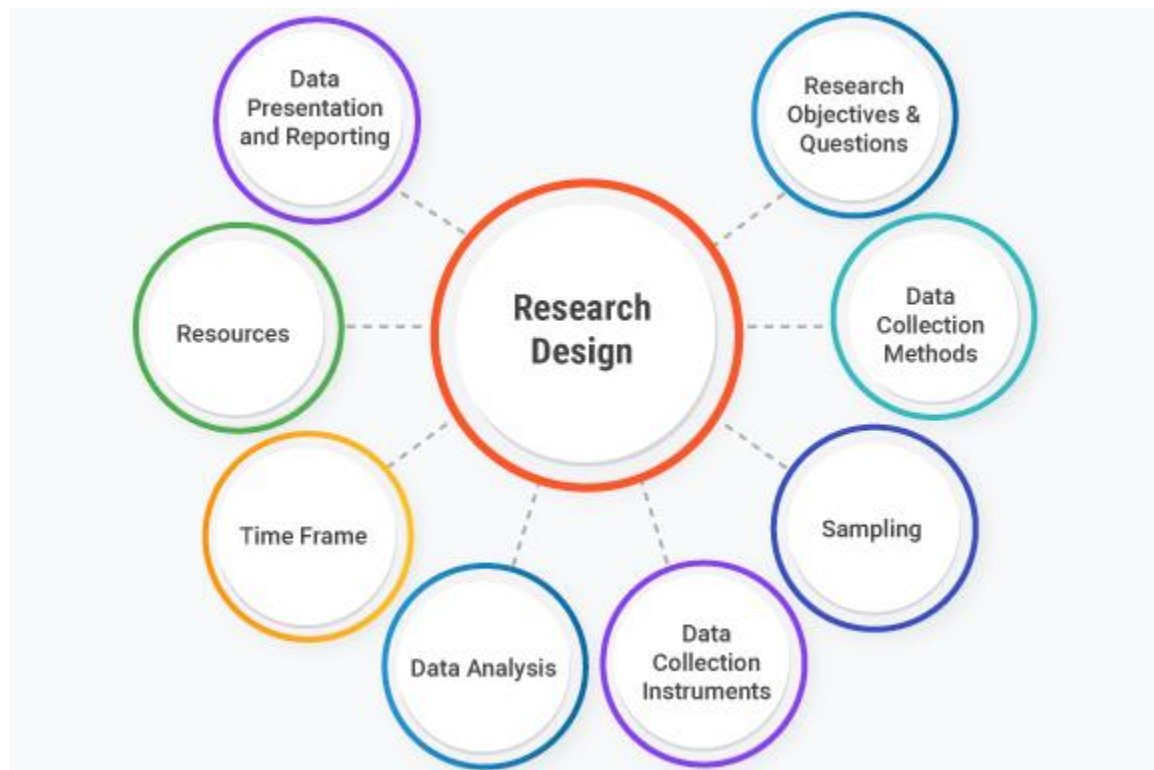 Research
Design
Research
Objectives &
Questions
Data
Collection
Methods
Sampling
Data
Collection
Instruments
Data Analysis
Time Frame
Resources
Data
Presentation
and Reporting